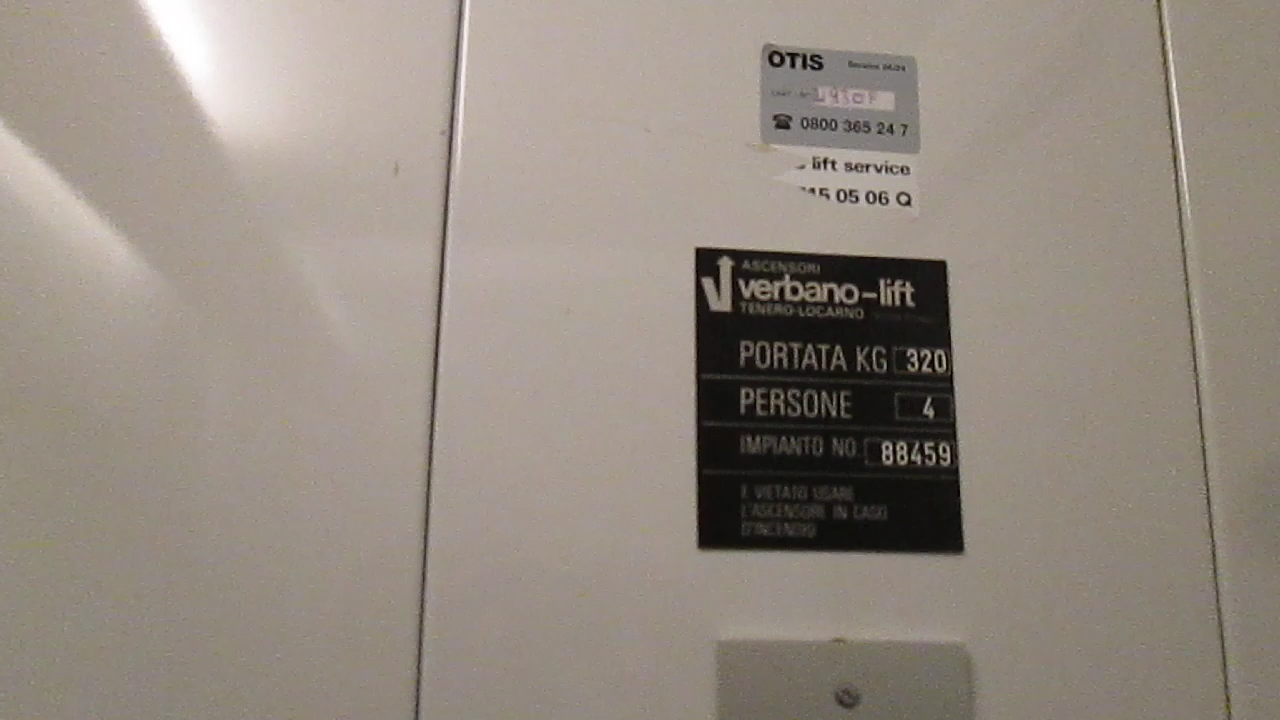 OTIS
0800 365 24 7
lift service
05 06 Q
ASCENSORI
verbano-lift
TENERO-LOCARNO
PORTATA KG 320
PERSONE 4
IMPIANTO NO. 88459
È VIETATO USARE
L'ASCENSORE IN CASO
D'INCENDIO